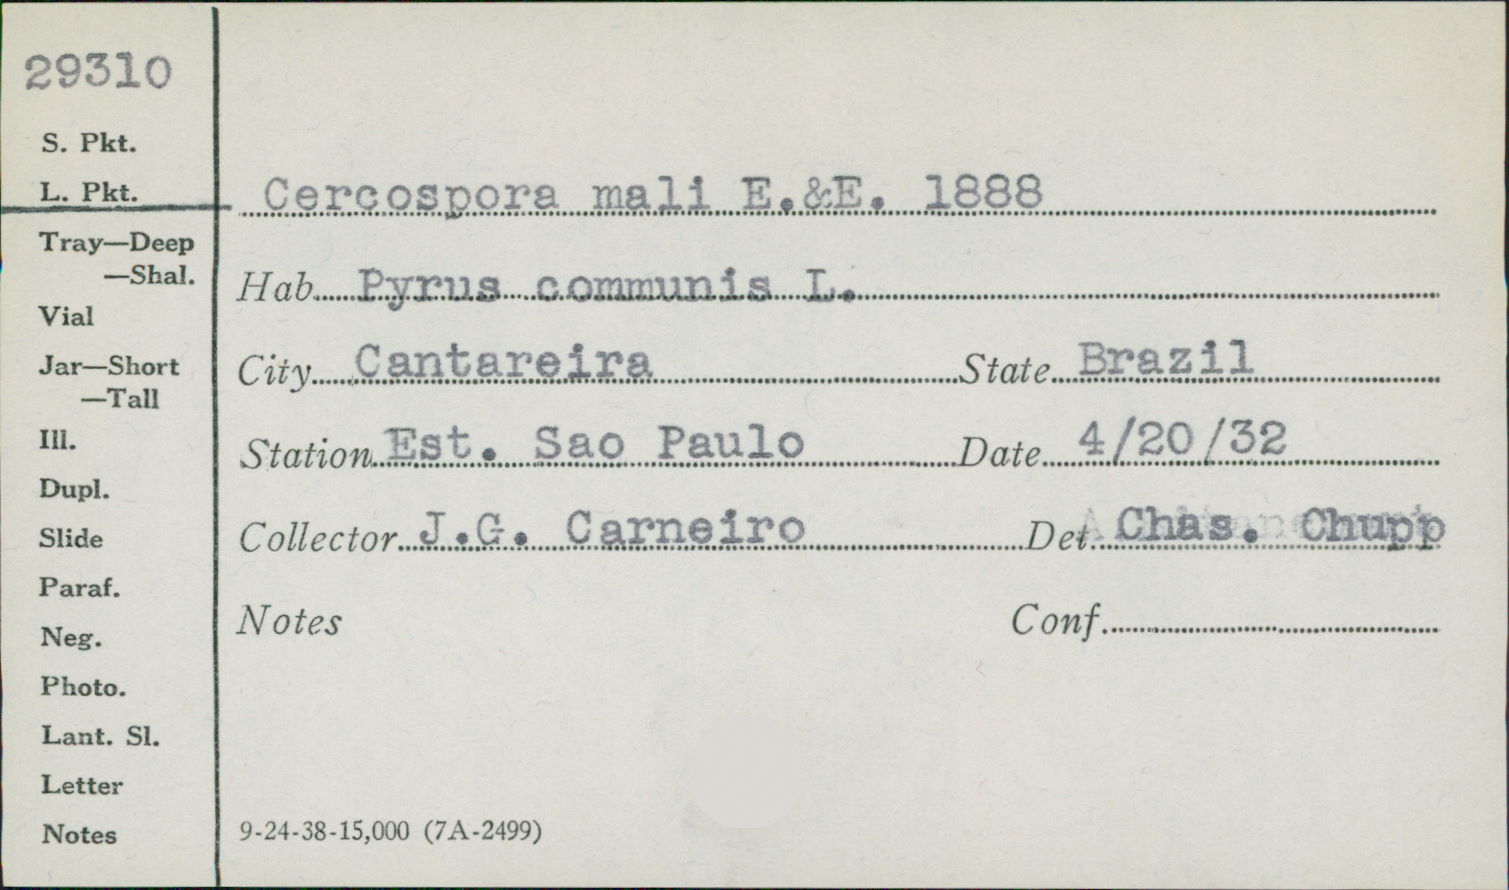 29310
S. Pkt.
L. Pkt.
Tray—Deep
—Shal.
Vial
Jar—Short
—Tall
Ill.
Dupl.
Slide
Paraf.
Neg.
Photo.
Lant. Sl.
Letter
Notes
Cercospora mali E.&E. 1888
Hab. Pyrus communis L.
City Cantareira State Brazil
Station Est. Sao Paulo Date 4/20/32
Collector J.G. Carneiro Det. Chas. Chupp
Notes Conf.
9-24-38-15,000 (7A-2499)